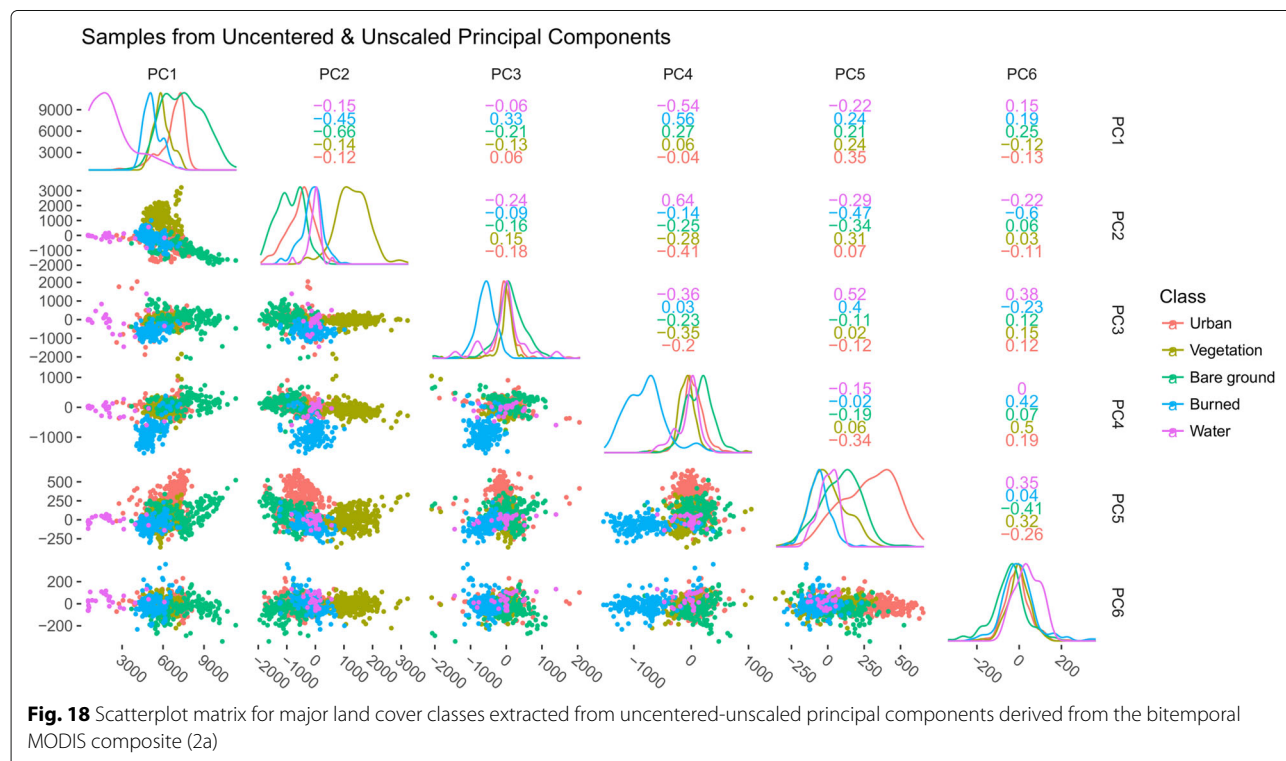 Samples from Uncentered & Unscaled Principal Components
PC1 PC2 PC3 PC4 PC5 PC6
9000
6000
3000
−0.15 −0.06 −0.54 −0.22 0.15
−0.45 0.33 0.56 0.24 0.19
−0.66 −0.21 0.27 0.21 0.25
−0.14 −0.13 0.06 0.24 −0.12
−0.12 0.06 −0.04 0.35 −0.13
PC1
3000
2000
1000
0
−1000
−2000
−0.24 0.64 −0.29 −0.22
−0.09 −0.14 −0.47 −0.6
−0.16 −0.25 −0.34 0.06
0.15 −0.28 0.31 0.03
−0.18 −0.41 0.07 −0.11
PC2
2000
1000
0
−1000
−2000
−0.36 0.52 0.38
0.03 0.4 −0.23
−0.23 −0.11 0.12
−0.35 0.02 0.15
−0.2 −0.12 0.12
PC3
1000
0
−1000
−0.15 0
−0.02 0.42
−0.19 0.07
0.06 0.5
−0.34 0.19
PC4
500
250
0
−250
0.35
0.04
−0.41
0.32
−0.26
PC5
200
0
−200
PC6
3000 6000 9000 −2000 −1000 0 1000 2000 3000 −2000 −1000 0 1000 2000 −1000 0 1000 −250 0 250 500 −200 0 200
Class
Urban
Vegetation
Bare ground
Burned
Water
Fig. 18 Scatterplot matrix for major land cover classes extracted from uncentered-unscaled principal components derived from the bitemporal
MODIS composite (2a)